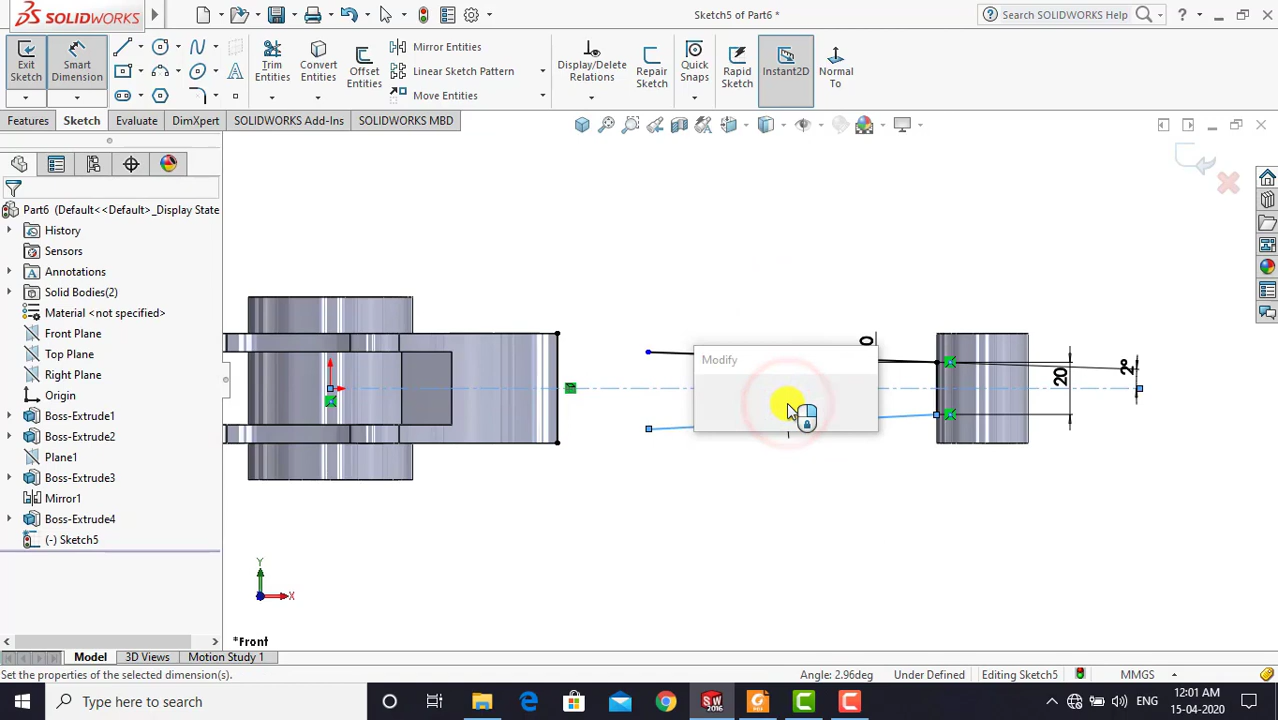 SOLIDWORKS
Sketch5 of Part6 *
Search SOLIDWORKS Help
Exit Sketch
Smart Dimension
Trim Entities
Convert Entities
Offset Entities
Mirror Entities
Linear Sketch Pattern
Move Entities
Display/Delete Relations
Repair Sketch
Quick Snaps
Rapid Sketch
Instant2D
Normal To
Features
Sketch
Evaluate
DimXpert
SOLIDWORKS Add-Ins
SOLIDWORKS MBD
Part6 (Default<<Default>_Display State
History
Sensors
Annotations
Solid Bodies(2)
Material <not specified>
Front Plane
Top Plane
Right Plane
Origin
Boss-Extrude1
Boss-Extrude2
Plane1
Boss-Extrude3
Mirror1
Boss-Extrude4
(-) Sketch5
Modify
0
20
2°
Y
X
*Front
Model
3D Views
Motion Study 1
Set the properties of the selected dimension(s).
Angle: 2.96deg
Under Defined
Editing Sketch5
MMGS
Type here to search
SW
2016
ENG
12:01 AM
15-04-2020